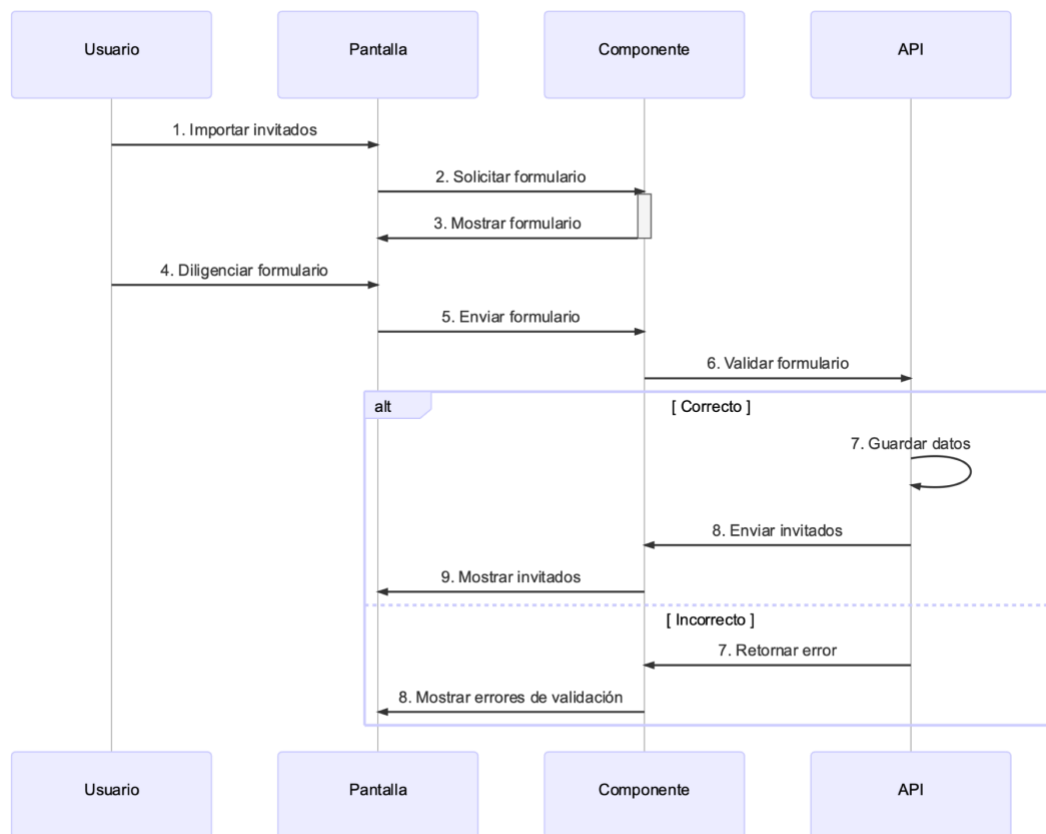 Usuario
Pantalla
Componente
API
1. Importar invitados
2. Solicitar formulario
3. Mostrar formulario
4. Diligenciar formulario
5. Enviar formulario
6. Validar formulario
alt
[ Correcto ]
7. Guardar datos
8. Enviar invitados
9. Mostrar invitados
[ Incorrecto ]
7. Retornar error
8. Mostrar errores de validación
Usuario
Pantalla
Componente
API